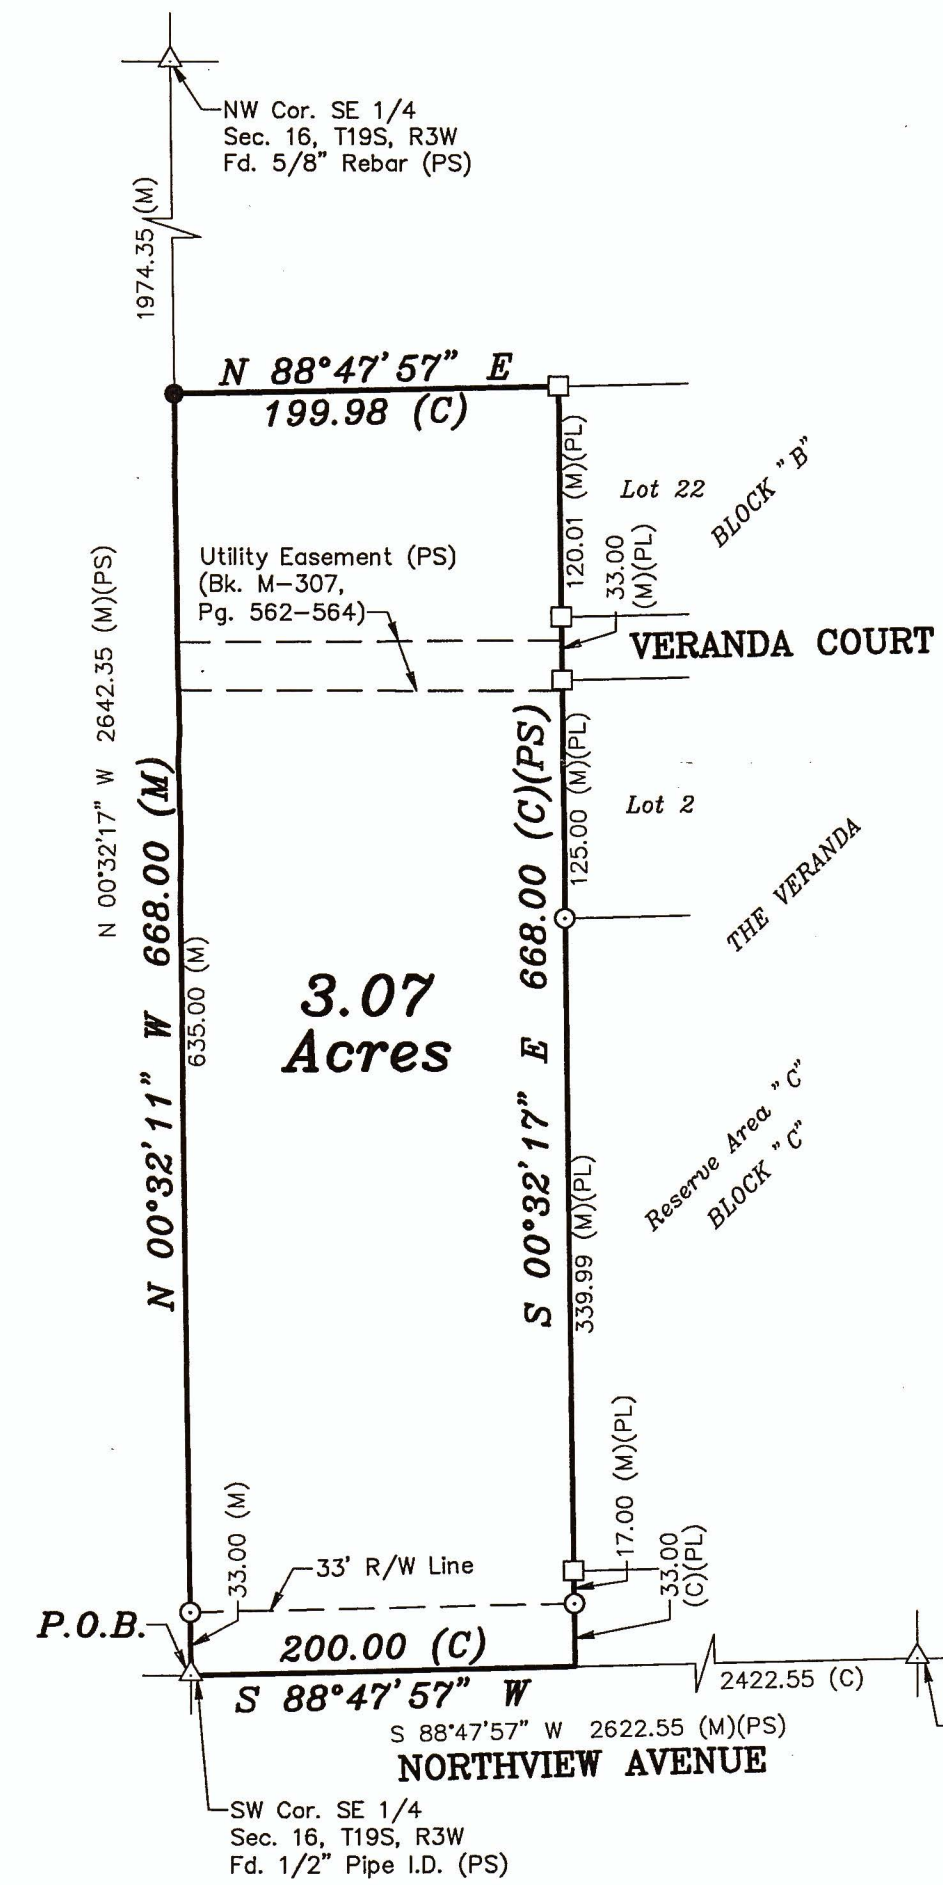 NW Cor. SE 1/4
Sec. 16, T19S, R3W
Fd. 5/8" Rebar (PS)
1974.35 (M)
N 88°47'57" E
199.98 (C)
120.01 (M)(PL)
Lot 22
BLOCK "B"
33.00
(M)(PL)
Utility Easement (PS)
(Bk. M-307,
Pg. 562-564)
VERANDA COURT
N 00°32'17" W 2642.35 (M)(PS)
N 00°32'11" W 668.00 (M)
635.00 (M)
S 00°32'17" E 668.00 (C)(PS)
125.00 (M)(PL)
Lot 2
THE VERANDA
3.07
Acres
Reserve Area "C"
BLOCK "C"
339.99 (M)(PL)
17.00 (M)(PL)
33.00
(C)(PL)
33.00 (M)
33' R/W Line
P.O.B.
200.00 (C)
S 88°47'57" W
2422.55 (C)
S 88°47'57" W 2622.55 (M)(PS)
NORTHVIEW AVENUE
SW Cor. SE 1/4
Sec. 16, T19S, R3W
Fd. 1/2" Pipe I.D. (PS)